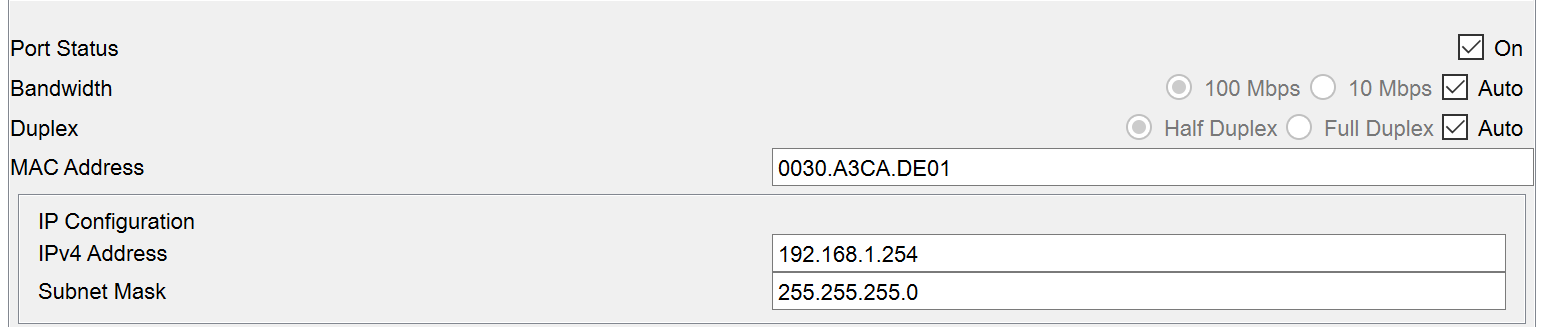 Port Status On
Bandwidth 100 Mbps 10 Mbps Auto
Duplex Half Duplex Full Duplex Auto
MAC Address 0030.A3CA.DE01
IP Configuration
IPv4 Address 192.168.1.254
Subnet Mask 255.255.255.0